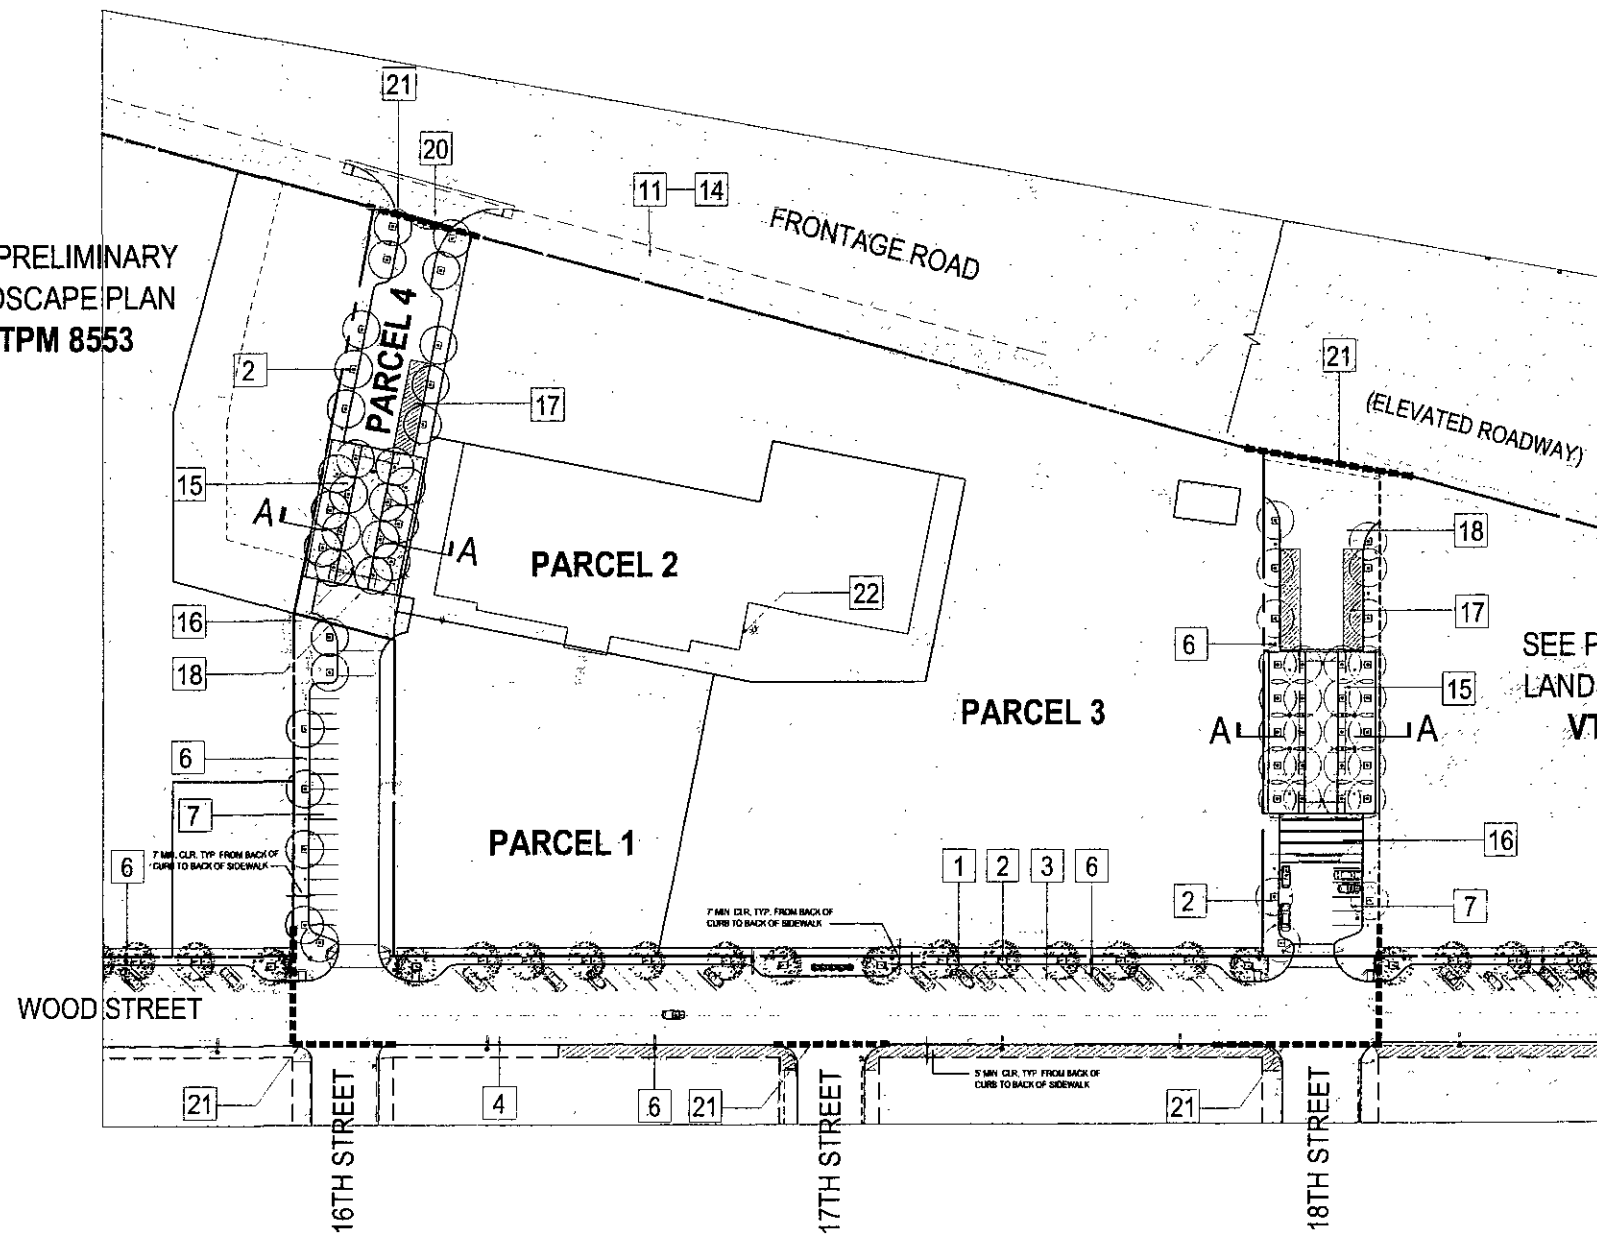 21
20
11
14
FRONTAGE ROAD
PRELIMINARY
DSCAPE PLAN
TPM 8553
2
PARCEL 4
17
21
(ELEVATED ROADWAY)
15
A
A
PARCEL 2
22
18
17
16
6
18
SEE P
LAND
VT
15
PARCEL 3
A
A
6
7
PARCEL 1
16
6
7' MIN. CLR. TYP. FROM BACK OF
CURB TO BACK OF SIDEWALK
1
2
3
6
2
7
7' MIN. CLR. TYP. FROM BACK OF
CURB TO BACK OF SIDEWALK
WOOD STREET
21
4
6
21
5' MIN. CLR. TYP. FROM BACK OF
CURB TO BACK OF SIDEWALK
21
16TH STREET
17TH STREET
18TH STREET